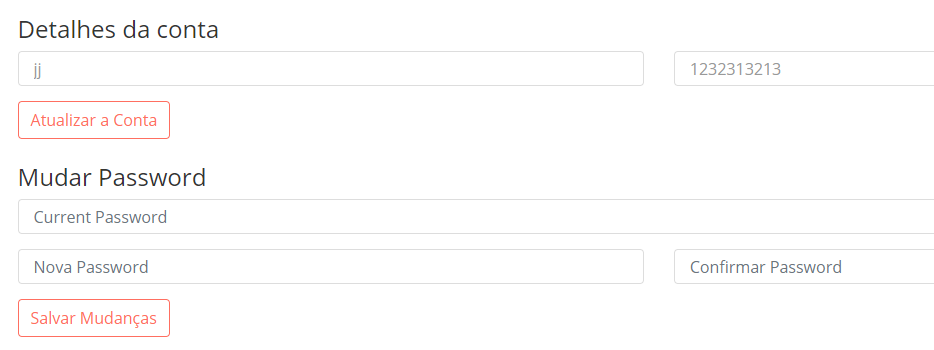 Detalhes da conta
jj 1232313213
Atualizar a Conta
Mudar Password
Current Password
Nova Password Confirmar Password
Salvar Mudanças